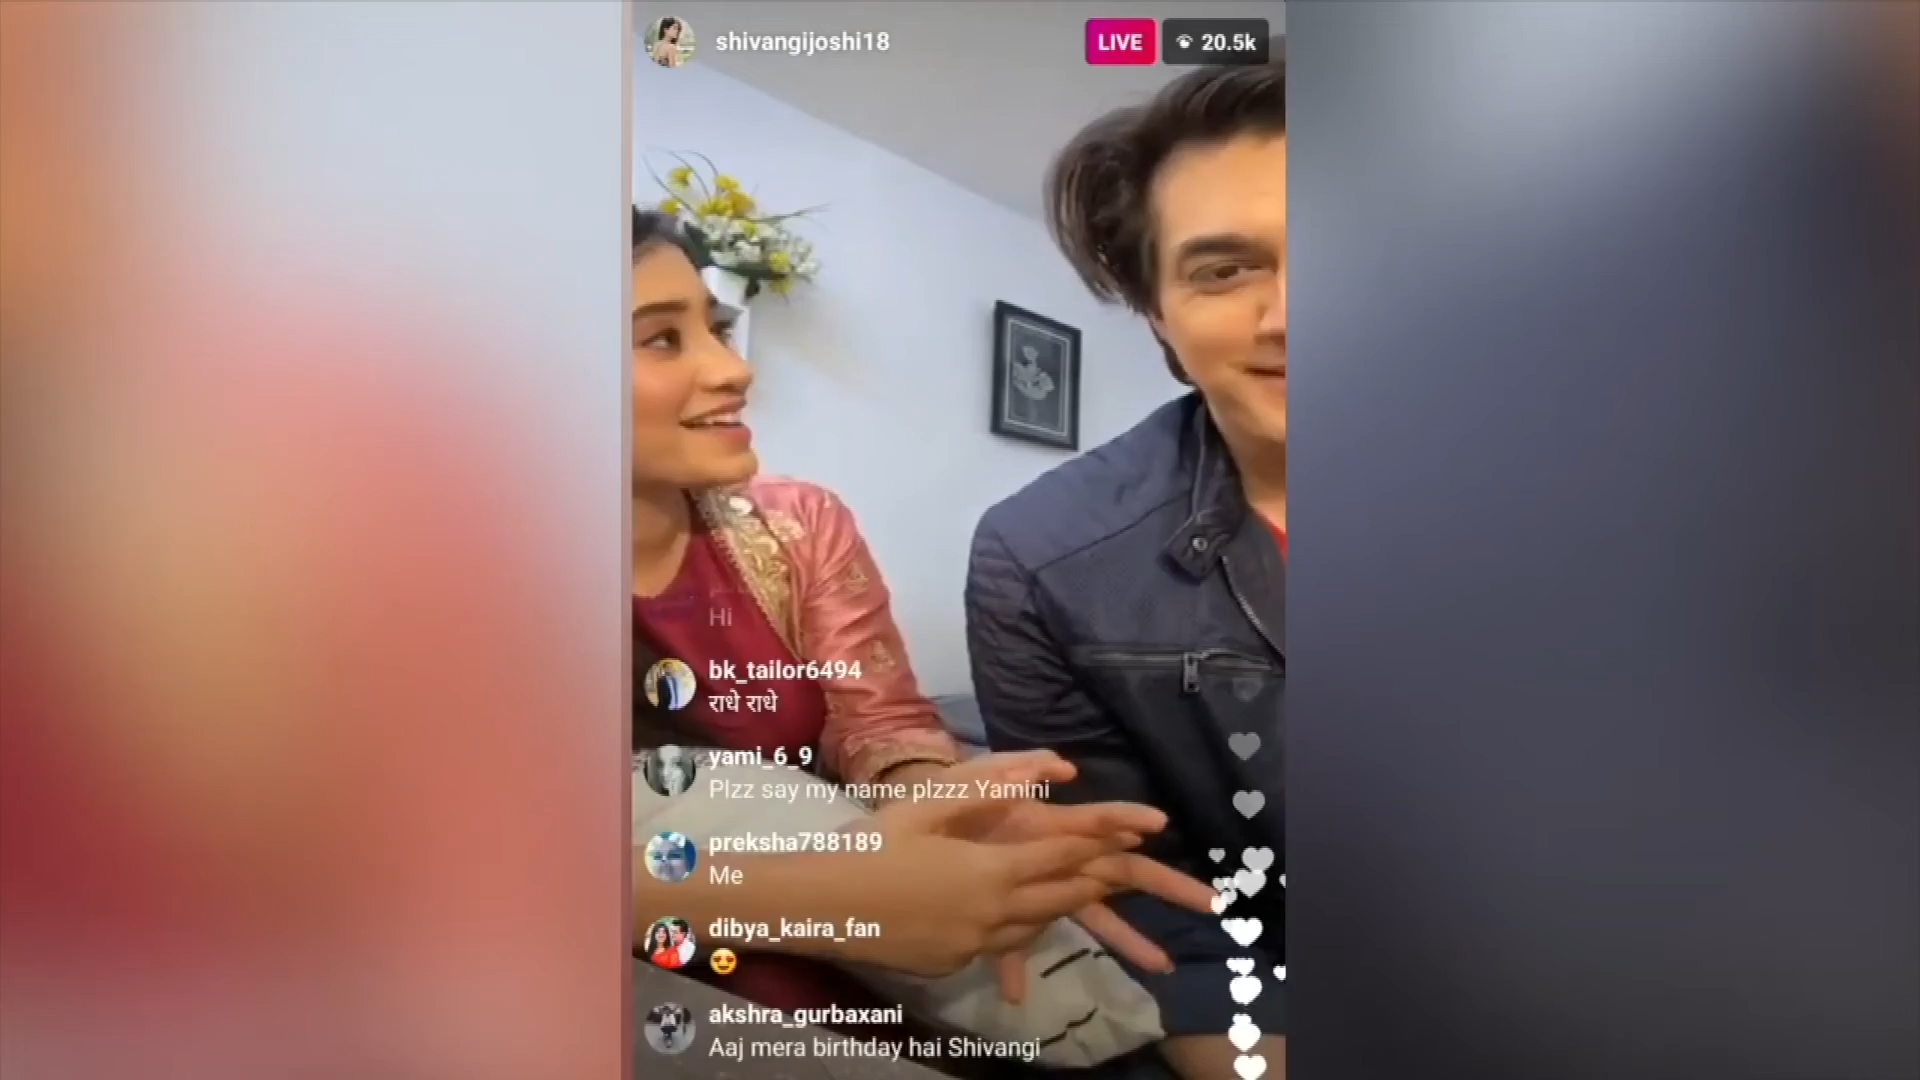 shivangijoshi18
LIVE
20.5k
Hi
bk_tailor6494
राधे राधे
yami_6_9
Plzz say my name plzzz Yamini
preksha788189
Me
dibya_kaira_fan
😍
akshra_gurbaxani
Aaj mera birthday hai Shivangi